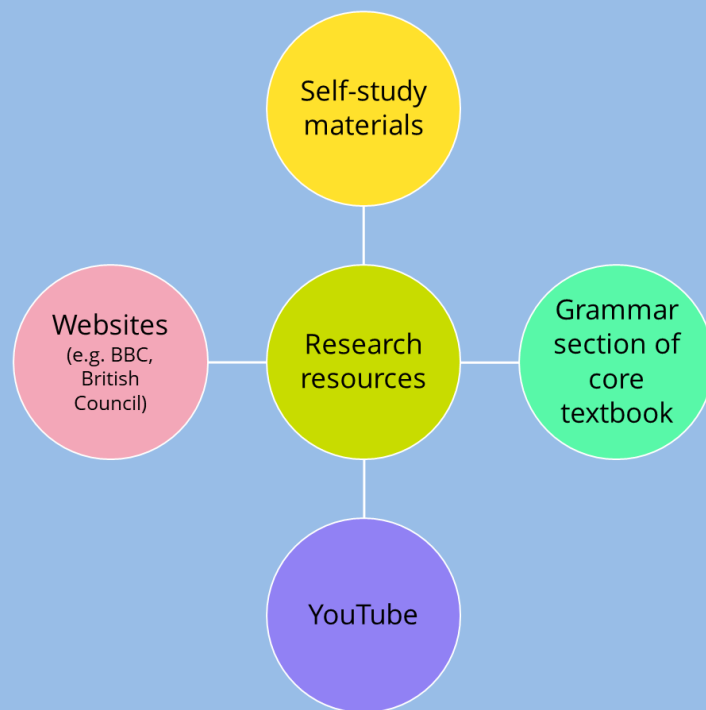 Self-study
materials
Websites
(e.g. BBC,
British
Council)
Research
resources
Grammar
section of
core
textbook
YouTube